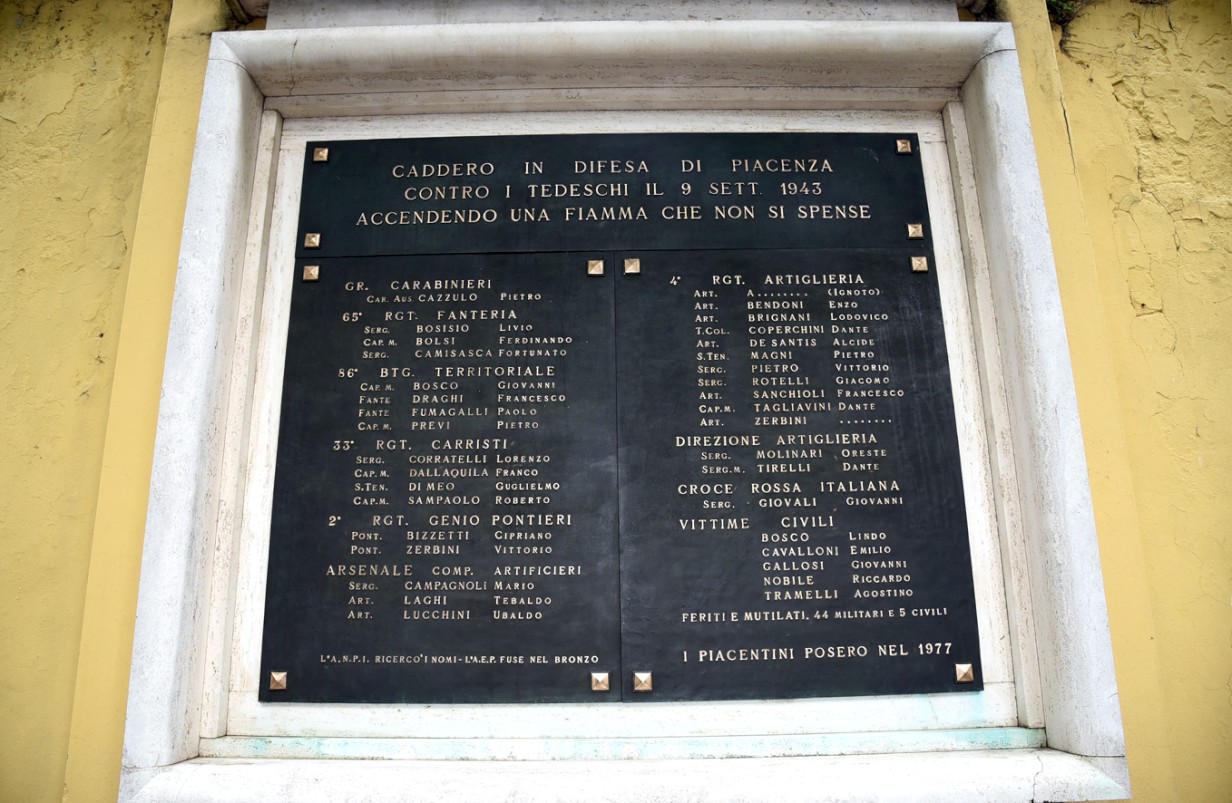 CADDERO IN DIFESA DI PIACENZA
CONTRO I TEDESCHI IL 9 SETT. 1943
ACCENDENDO UNA FIAMMA CHE NON SI SPENSE
GR. CARABINIERI
CAR. AUS. CAZZULO PIETRO
65° RGT. FANTERIA
SERG. BOSISIO LIVIO
CAP. M. BOLSI FERDINANDO
SERG. CAMISASCA FORTUNATO
86° BTG. TERRITORIALE
CAP. M. BOSCO GIOVANNI
FANTE DRAGHI FRANCESCO
FANTE FUMAGALLI PAOLO
CAP. M. PREVI PIETRO
33° RGT. CARRISTI
SERG. CORRATELLI LORENZO
CAP. M. DALLAQUILA FRANCO
S. TEN. DI MEO GUGLIELMO
CAP. M. SAMPAOLO ROBERTO
2° RGT. GENIO PONTIERI
PONT. BIZZETTI CIPRIANO
PONT. ZERBINI VITTORIO
ARSENALE COMP. ARTIFICIERI
SERG. CAMPAGNOLI MARIO
ART. LAGHI TEBALDO
ART. LUCCHINI UBALDO
L'A.N.P.I. RICERCO' I NOMI - L'A.E.P. FUSE NEL BRONZO
4° RGT. ARTIGLIERIA
ART. A........ (IGNOTO)
ART. BENDONI ENZO
ART. BRIGNANI LODOVICO
T. COL. COPERCHINI DANTE
ART. DE SANTIS ALCIDE
S. TEN. MAGNI PIETRO
SERG. PIETRO VITTORIO
SERG. ROTELLI GIACOMO
ART. SANCHIOLI FRANCESCO
CAP. M. TAGLIAVINI DANTE
ART. ZERBINI ........
DIREZIONE ARTIGLIERIA
SERG. MOLINARI ORESTE
SERG. M. TIRELLI DANTE
CROCE ROSSA ITALIANA
SERG. GIOVALI GIOVANNI
VITTIME CIVILI
BOSCO LINDO
CAVALLONI EMILIO
GALLOSI GIOVANNI
NOBILE RICCARDO
TRAMELLI AGOSTINO
FERITI E MUTILATI. 44 MILITARI E 5 CIVILI
I PIACENTINI POSERO NEL 1977